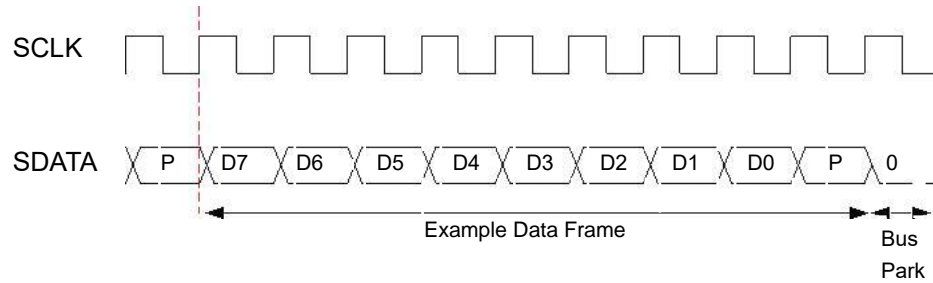 SCLK
SDATA P D7 D6 D5 D4 D3 D2 D1 D0 P 0
Example Data Frame
Bus
Park